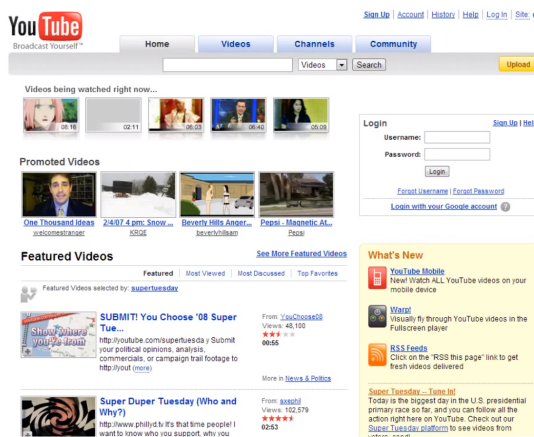 Sign Up | Account | History | Help | Log In | Site:
You Tube
Broadcast Yourself™
Home Videos Channels Community
Videos Search Upload
Videos being watched right now...
08:16 02:11 06:03 06:40 05:09
Login Sign Up | Hel
Username:
Password:
Login
Forgot Username | Forgot Password
Login with your Google account ?
Promoted Videos
One Thousand Ideas 2/4/07 4 pm: Snow ... Beverly Hills Anger... Pepsi - Magnetic At...
welcomestranger KRQE beverlyhillsam Pepsi
Featured Videos See More Featured Videos
Featured | Most Viewed | Most Discussed | Top Favorites
Featured Videos selected by: supertuesday
Show where
you're from
SUBMIT! You Choose '08 Super
Tue...
http://youtube.com/supertuesda y Submit
your political opinions, analysis,
commercials, or campaign trail footage to
http://yout (more)
From: YouChoose08
Views: 48,100
00:55
More in News & Politics
Super Duper Tuesday (Who and
Why?)
http://www.phillyd.tv It's that time people! I
want to know who you support, why you
From: sxephil
Views: 102,579
02:53
What's New
YouTube Mobile
New! Watch ALL YouTube videos on your
mobile device
Warp!
Visually fly through YouTube videos in the
Fullscreen player
RSS Feeds
Click on the "RSS this page" link to get
fresh videos delivered
Super Tuesday -- Tune In!
Today is the biggest day in the U.S. presidential
primary race so far, and you can follow all the
action right here on YouTube. Check out our
Super Tuesday platform to see videos from